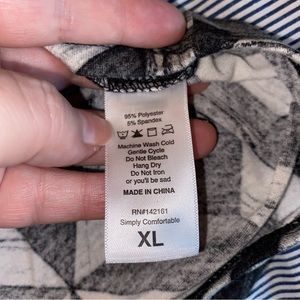 95% Polyester
5% Spandex
Machine Wash Cold
Gentle Cycle
Do Not Bleach
Hang Dry
Do Not Iron
or you'll be sad
MADE IN CHINA
RN#142161
Simply Comfortable
XL